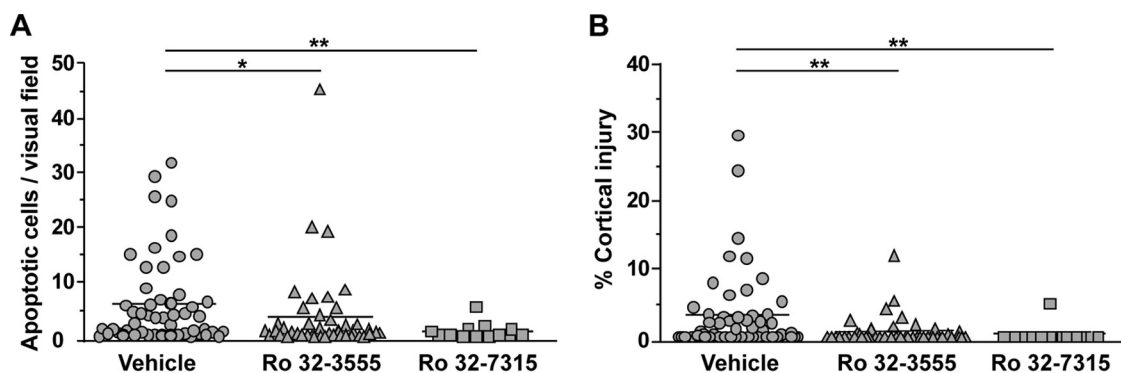 A
Apoptotic cells / visual field
50
40
30
20
10
0
**
*
Vehicle
Ro 32-3555
Ro 32-7315
B
% Cortical injury
40
30
20
10
0
**
**
Vehicle
Ro 32-3555
Ro 32-7315